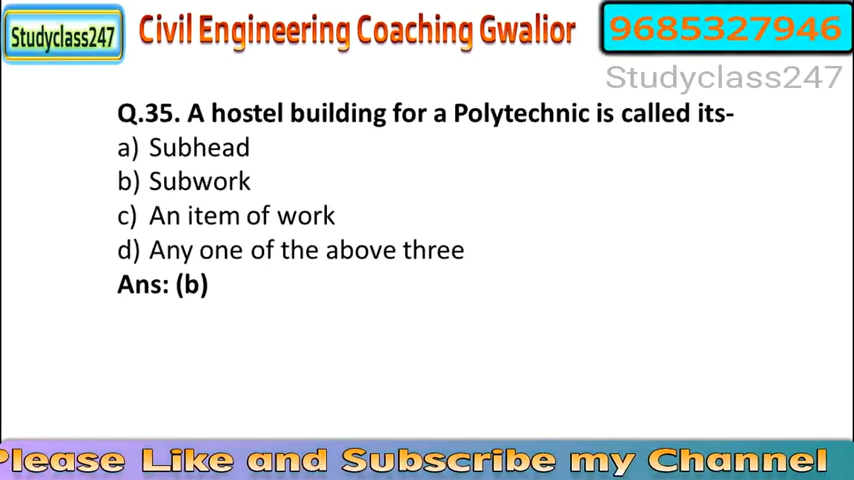 Studyclass247
Civil Engineering Coaching Gwalior
9685327946
Studyclass247
Q.35. A hostel building for a Polytechnic is called its-
a) Subhead
b) Subwork
c) An item of work
d) Any one of the above three
Ans: (b)
Please Like and Subscribe my Channel